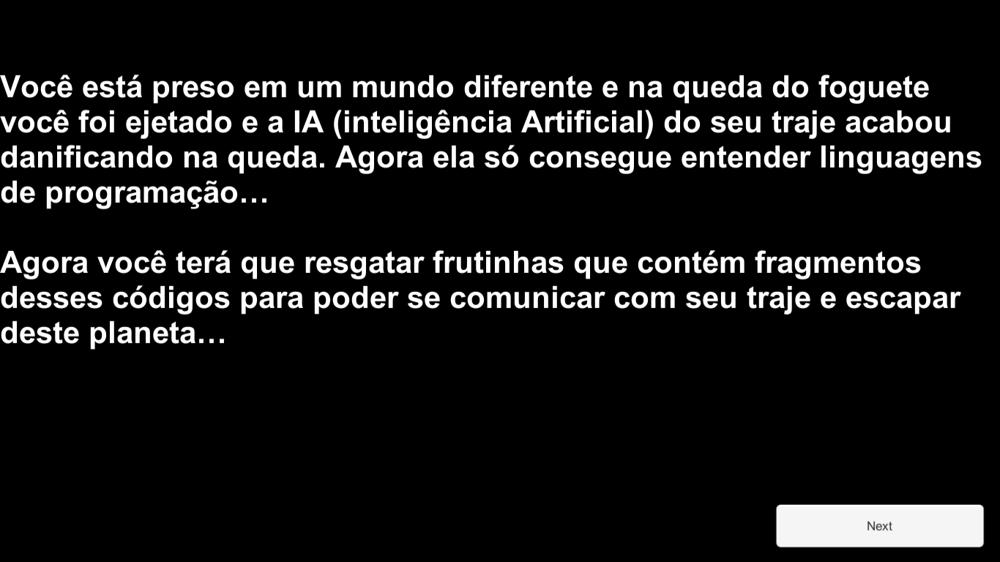 Você está preso em um mundo diferente e na queda do foguete
você foi ejetado e a IA (inteligência Artificial) do seu traje acabou
danificando na queda. Agora ela só consegue entender linguagens
de programação...
Agora você terá que resgatar frutinhas que contém fragmentos
desses códigos para poder se comunicar com seu traje e escapar
deste planeta...
Next